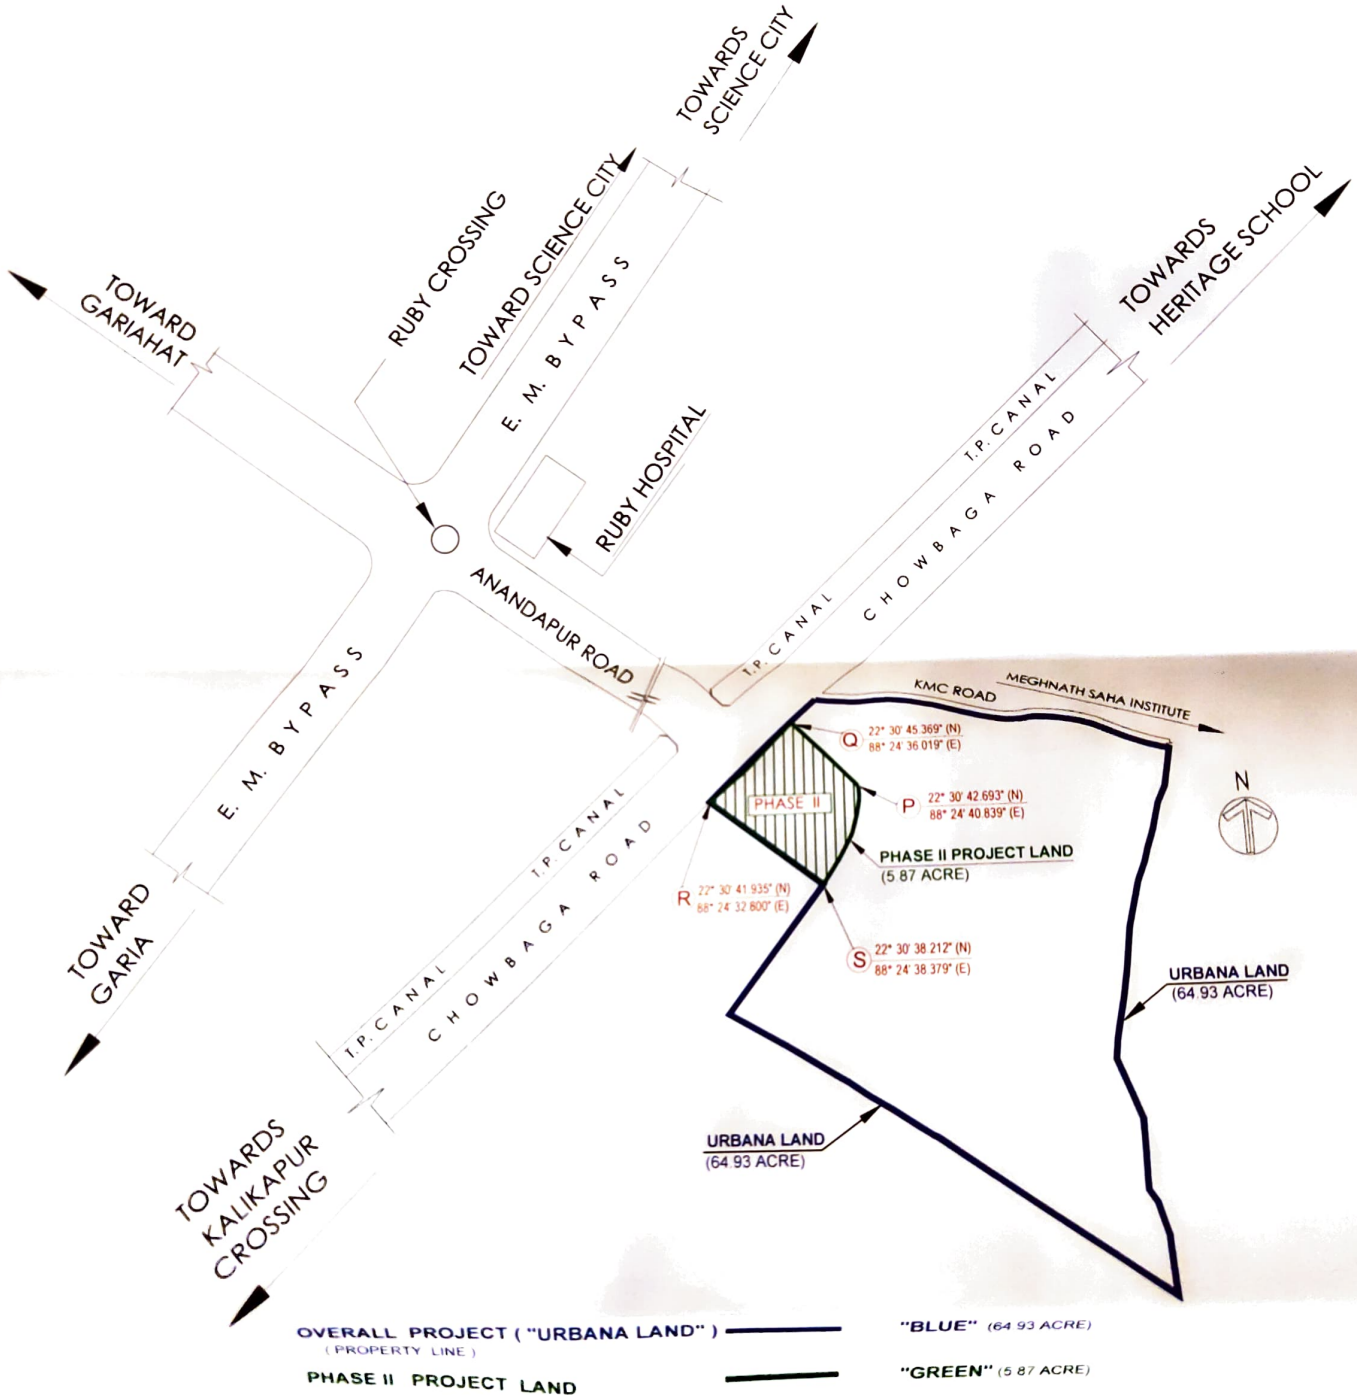 TOWARDS
SCIENCE CITY
TOWARDS
HERITAGE SCHOOL
RUBY CROSSING
TOWARD SCIENCE CITY
TOWARD
GARIAHAT
E. M. BYPASS
RUBY HOSPITAL
T.P. CANAL
CHOWBAGA ROAD
ANANDAPUR ROAD
T.P. CANAL
KMC ROAD
MEGHNATH SAHA INSTITUTE
E. M. BYPASS
Q 22° 30' 45.369" (N)
88° 24' 36.019" (E)
N
PHASE II
P 22° 30' 42.693" (N)
88° 24' 40.839" (E)
T.P. CANAL
CHOWBAGA ROAD
PHASE II PROJECT LAND
(5.87 ACRE)
R 22° 30' 41.935" (N)
88° 24' 32.800" (E)
TOWARD
GARIA
S 22° 30' 38.212" (N)
88° 24' 38.379" (E)
URBANA LAND
(64.93 ACRE)
T.P. CANAL
URBANA LAND
(64.93 ACRE)
TOWARDS
KALIKAPUR
CROSSING
OVERALL PROJECT ( "URBANA LAND" ) "BLUE" (64.93 ACRE)
( PROPERTY LINE )
PHASE II PROJECT LAND "GREEN" (5.87 ACRE)